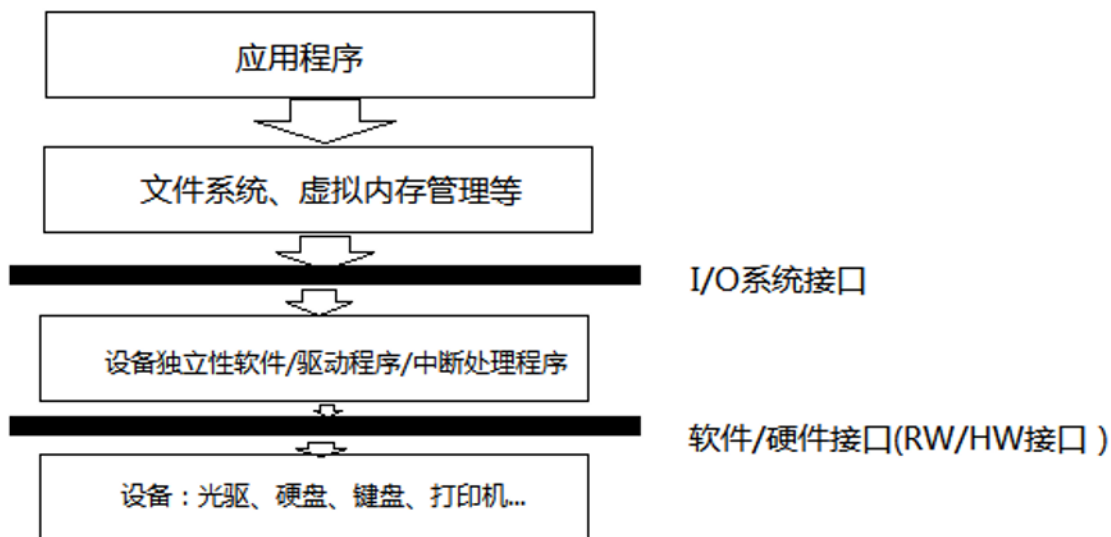 应用程序
文件系统、虚拟内存管理等
I/O系统接口
设备独立性软件/驱动程序/中断处理程序
软件/硬件接口(RW/HW接口）
设备：光驱、硬盘、键盘、打印机...